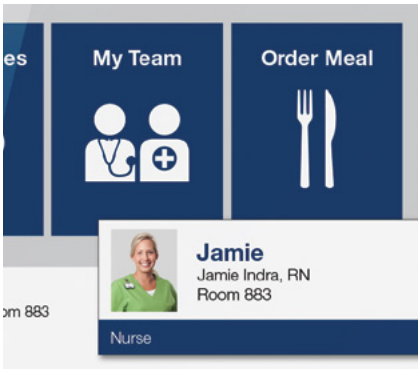 es
My Team
Order Meal
Jamie
Jamie Indra, RN
Room 883
om 883
Nurse